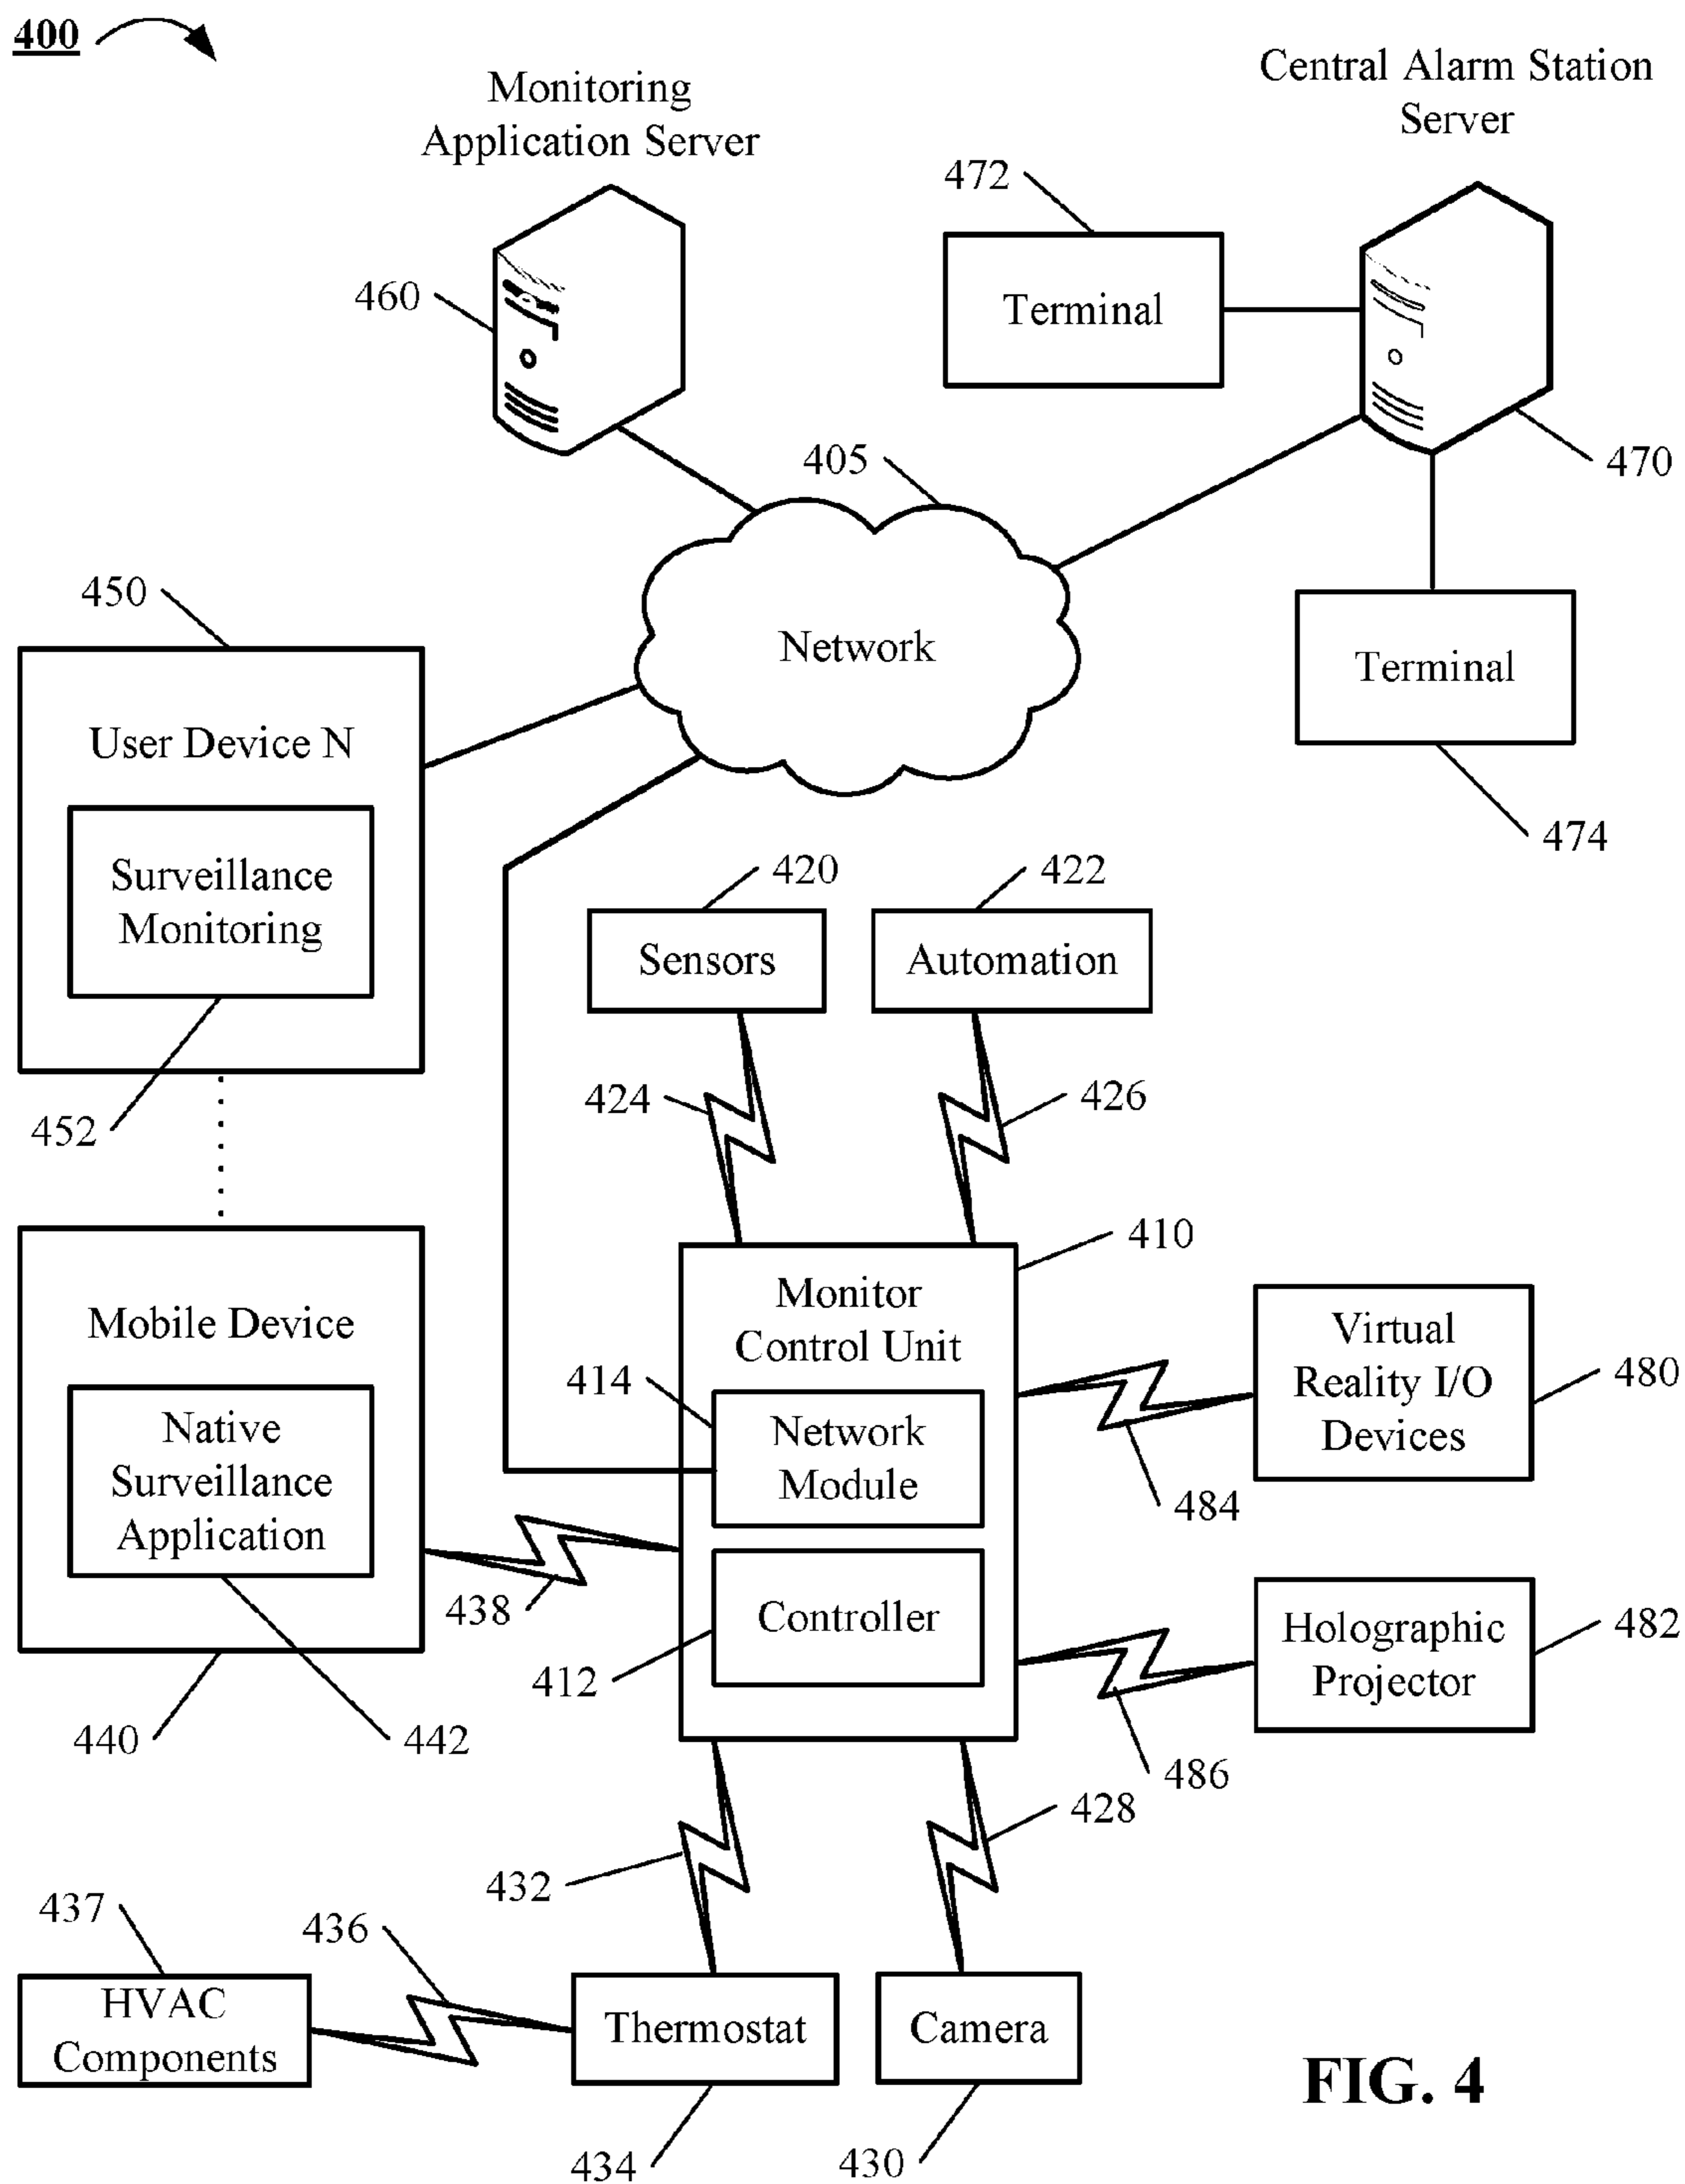 400
Monitoring
Application Server
Central Alarm Station
Server
472
Terminal
460
470
405
Network
450
User Device N
Surveillance
Monitoring
452
Terminal
474
420
Sensors
422
Automation
424
426
410
Monitor
Control Unit
414
Network
Module
Controller
412
Mobile Device
Native
Surveillance
Application
438
440
442
Virtual
Reality I/O
Devices
480
484
Holographic
Projector
482
486
428
432
437
436
HVAC
Components
Thermostat
434
Camera
430
FIG. 4